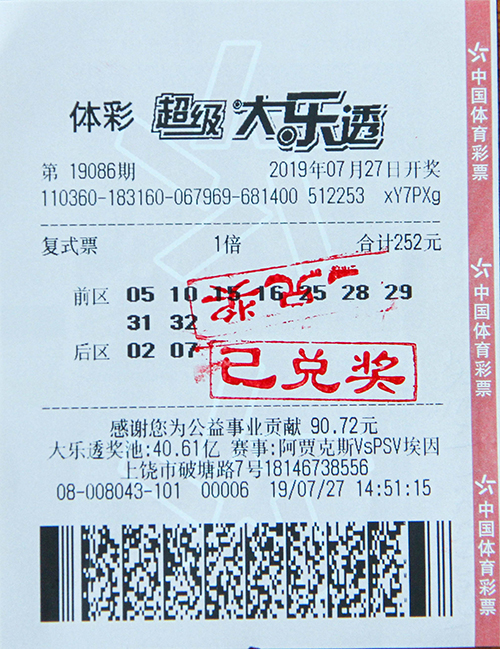 体彩 超级大乐透
第 19086期 2019年07月27日开奖
110360-183160-067969-681400 512253 xY7PXg
复式票 1倍 合计252元
前区 05 10 15 16 25 28 29
31 32
后区 02 07
已兑奖
已兑奖
感谢您为公益事业贡献 90.72元
大乐透奖池:40.61亿 赛事:阿贾克斯VsPSV埃因
上饶市破塘路7号18146738556
08-008043-101 00006 19/07/27 14:51:15
中国体育彩票
中国体育彩票
中国体育彩票